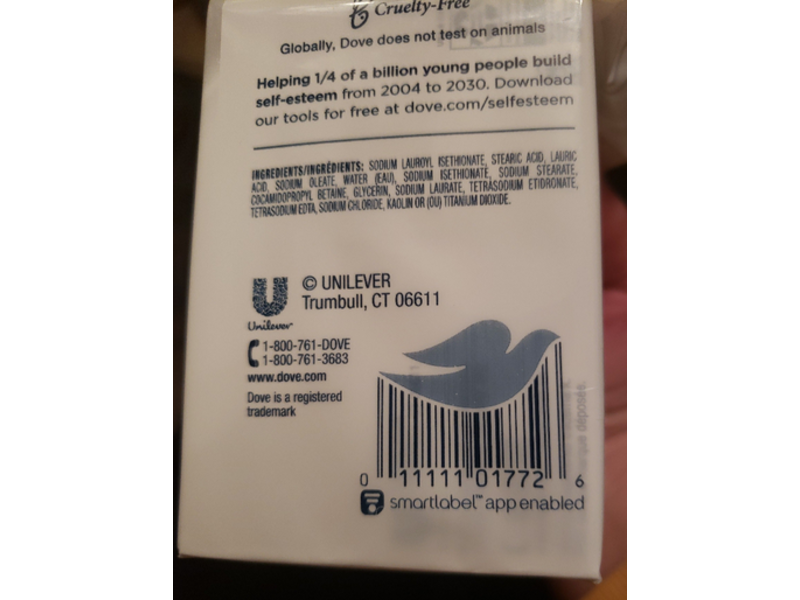 Cruelty-Free
Globally, Dove does not test on animals
Helping 1/4 of a billion young people build
self-esteem from 2004 to 2030. Download
our tools for free at dove.com/selfesteem
INGREDIENTS/INGRÉDIENTS: SODIUM LAUROYL ISETHIONATE, STEARIC ACID, LAURIC
ACID, SODIUM OLEATE, WATER (EAU), SODIUM ISETHIONATE, SODIUM STEARATE,
COCAMIDOPROPYL BETAINE, GLYCERIN, SODIUM LAURATE, TETRASODIUM ETIDRONATE,
TETRASODIUM EDTA, SODIUM CHLORIDE, KAOLIN OR (OU) TITANIUM DIOXIDE.
© UNILEVER
Trumbull, CT 06611
Unilever
1-800-761-DOVE
1-800-761-3683
www.dove.com
Dove is a registered
trademark
0 11111 01772 6
smartlabel™ app enabled
déposée